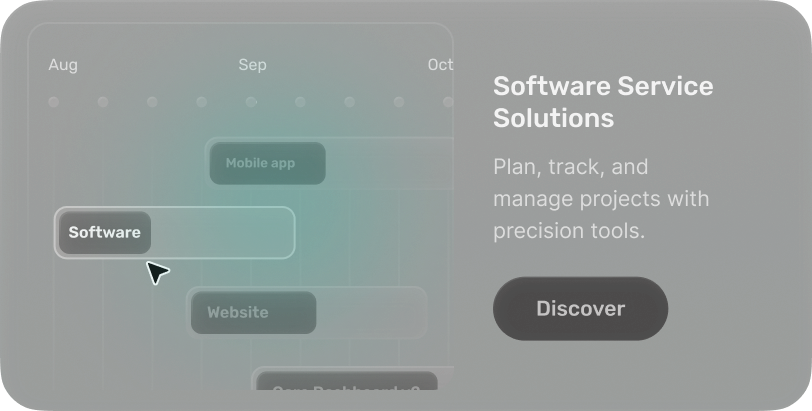 Aug Sep Oct
Mobile app
Software
Website
Software Service
Solutions
Plan, track, and
manage projects with
precision tools.
Discover